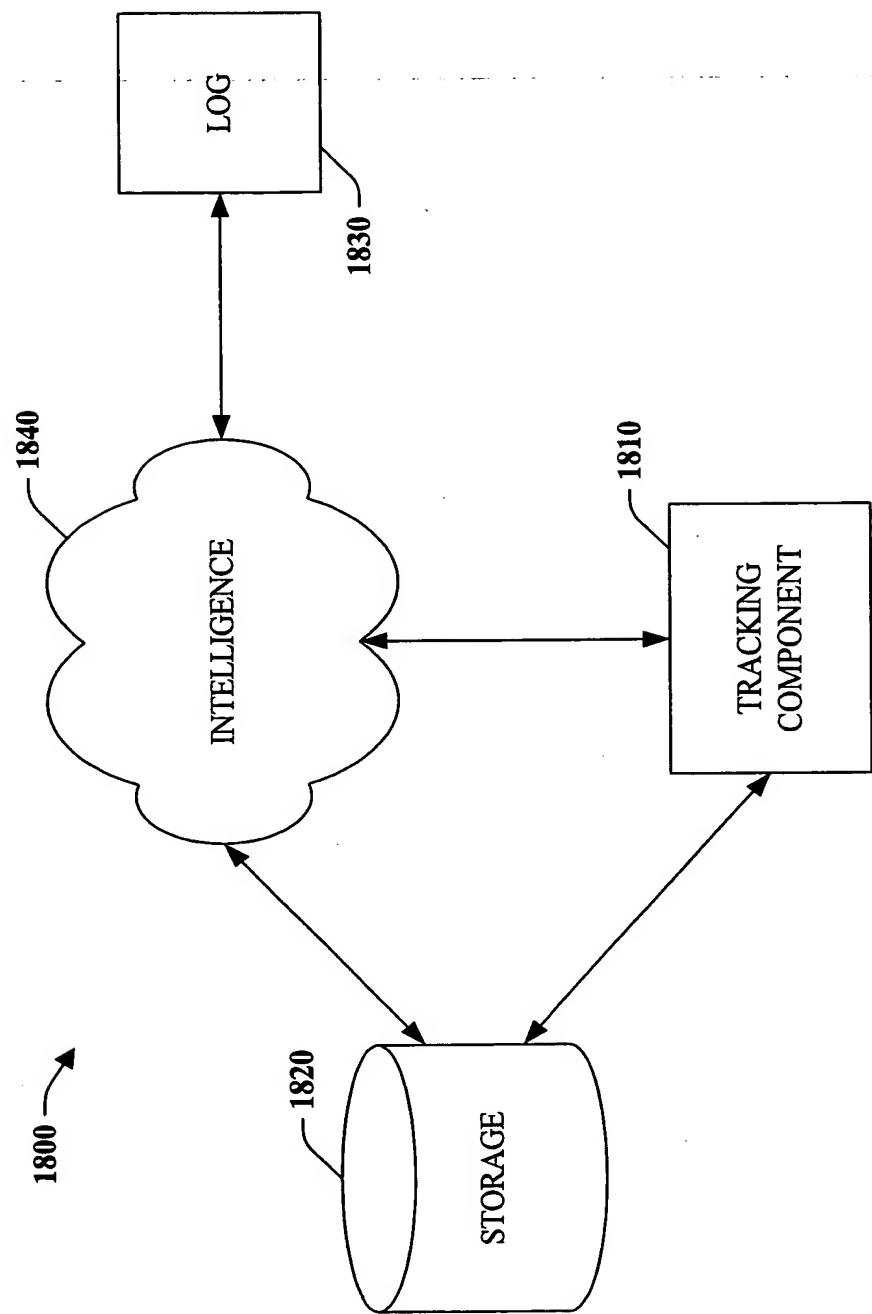 1800
1840
INTELLIGENCE
LOG
1830
1820
STORAGE
1810
TRACKING
COMPONENT